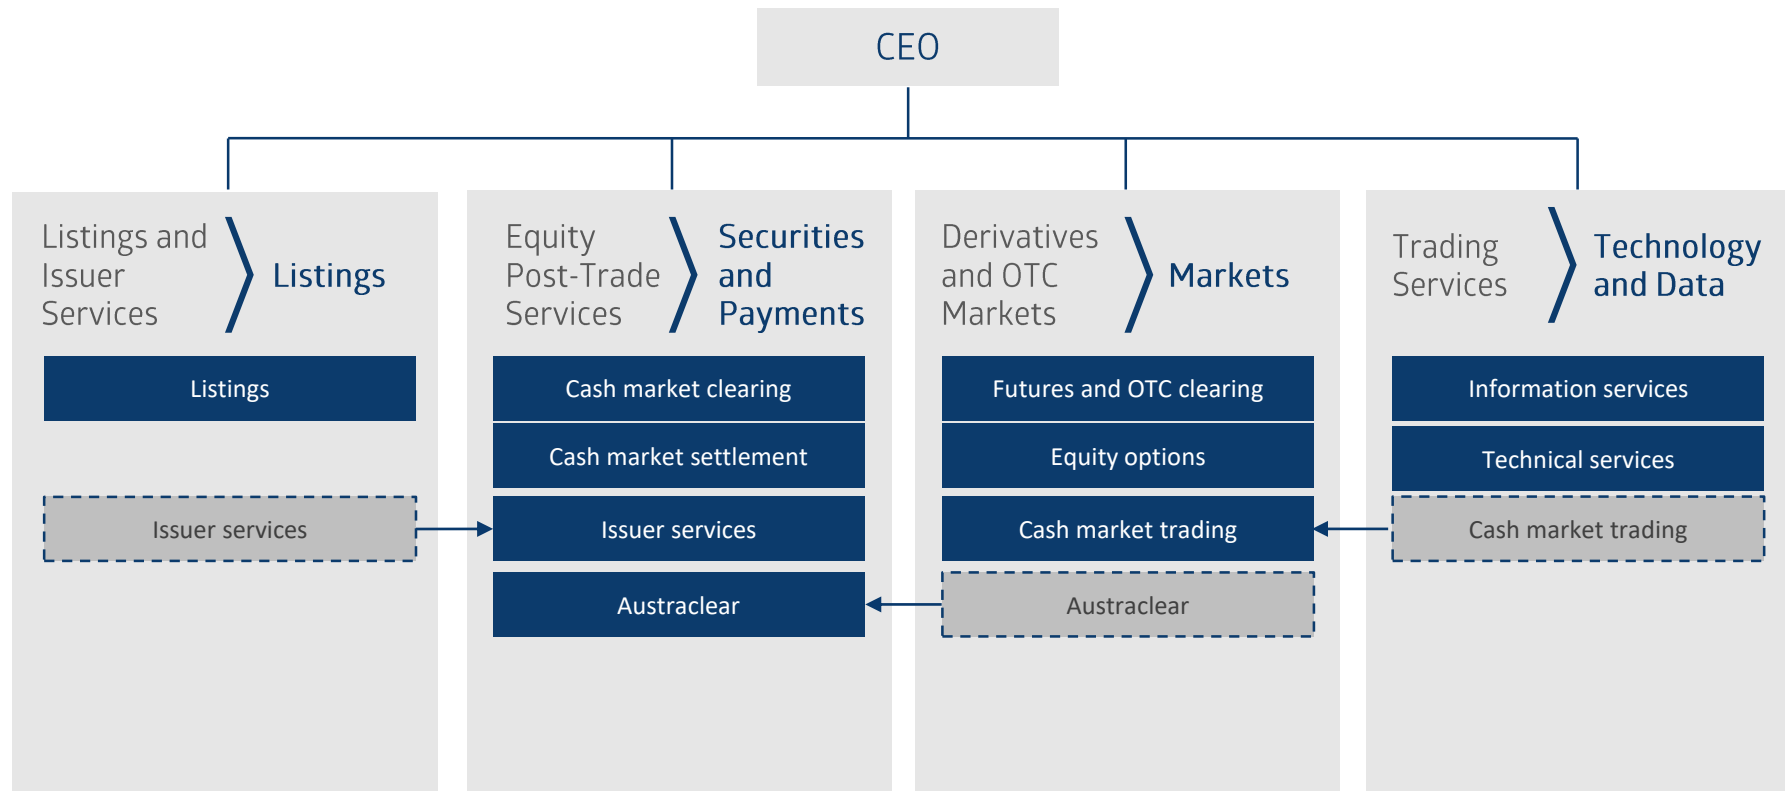 CEO
Listings and
Issuer
Services
Listings
Listings
Issuer services
Equity
Post-Trade
Services
Securities
and
Payments
Cash market clearing
Cash market settlement
Issuer services
Austraclear
Derivatives
and OTC
Markets
Markets
Futures and OTC clearing
Equity options
Cash market trading
Austraclear
Trading
Services
Technology
and Data
Information services
Technical services
Cash market trading